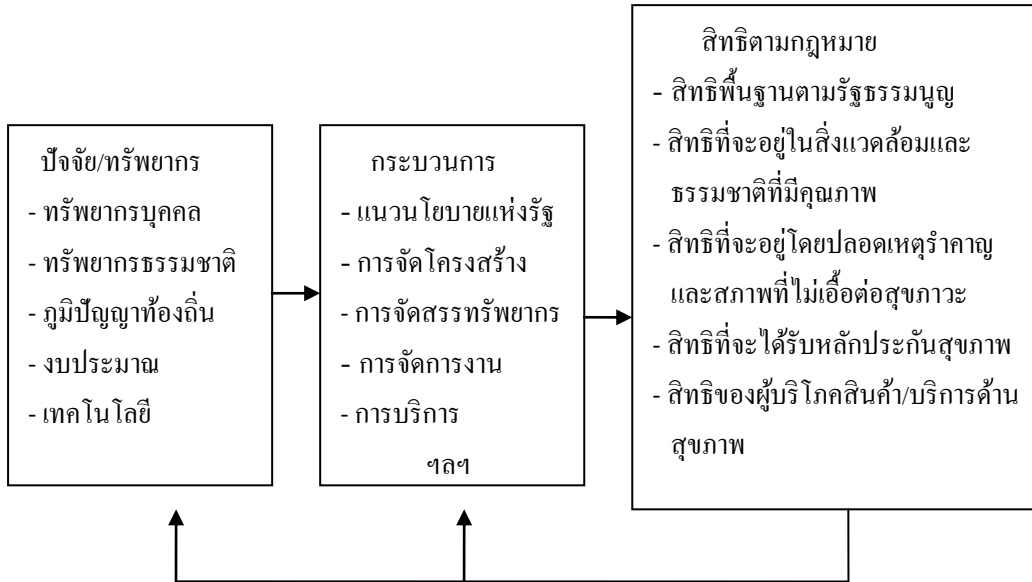 ปัจจัย/ทรัพยากร
- ทรัพยากรบุคคล
- ทรัพยากรธรรมชาติ
- ภูมิปัญญาท้องถิ่น
- งบประมาณ
- เทคโนโลยี
กระบวนการ
- แนวนโยบายแห่งรัฐ
- การจัดโครงสร้าง
- การจัดสรรทรัพยากร
- การจัดการงาน
- การบริการ
ฯลฯ
สิทธิตามกฎหมาย
- สิทธิพื้นฐานตามรัฐธรรมนูญ
- สิทธิที่จะอยู่ในสิ่งแวดล้อมและ
ธรรมชาติที่มีคุณภาพ
- สิทธิที่จะอยู่โดยปลอดเหตุรำคาญ
และสภาพที่ไม่เอื้อต่อสุขภาวะ
- สิทธิที่จะได้รับหลักประกันสุขภาพ
- สิทธิของผู้บริโภคสินค้า/บริการด้าน
สุขภาพ